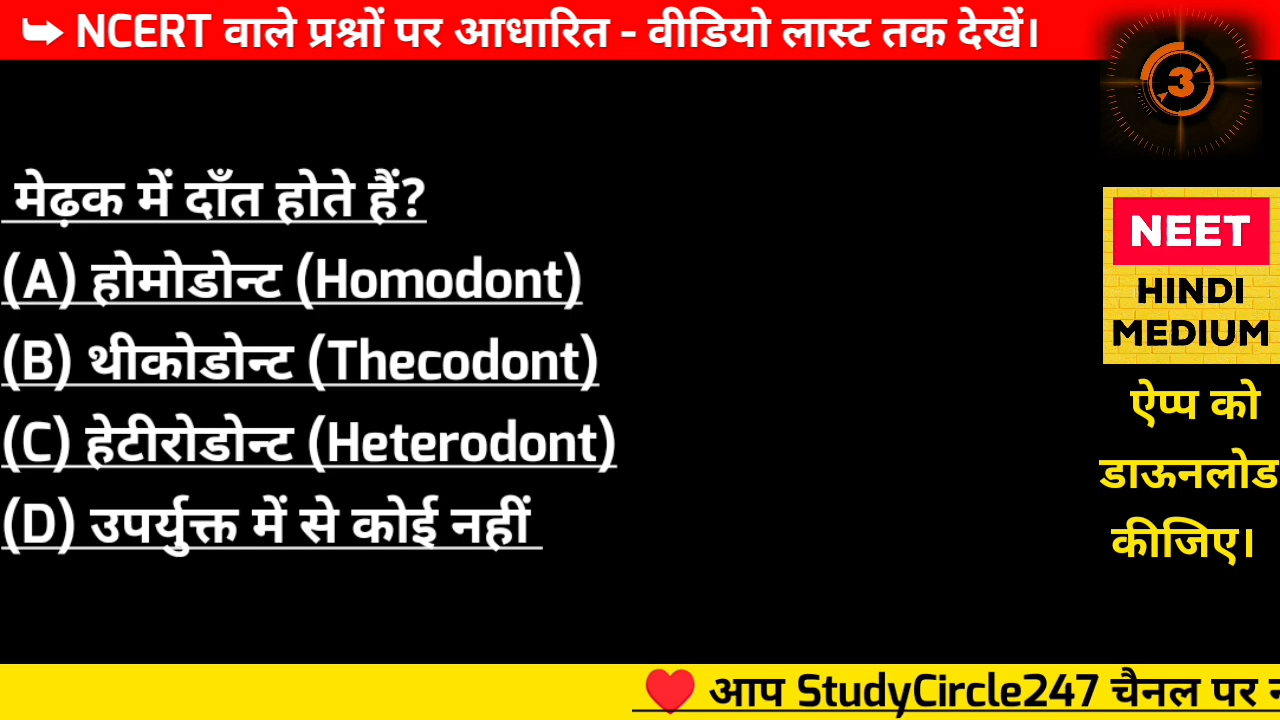 ➥ NCERT वाले प्रश्नों पर आधारित - वीडियो लास्ट तक देखें।
3
मेढ़क में दाँत होते हैं?
(A) होमोडोन्ट (Homodont)
(B) थीकोडोन्ट (Thecodont)
(C) हेटीरोडोन्ट (Heterodont)
(D) उपर्युक्त में से कोई नहीं
NEET
HINDI
MEDIUM
ऐप्प को
डाऊनलोड
कीजिए।
❤️ आप StudyCircle247 चैनल पर